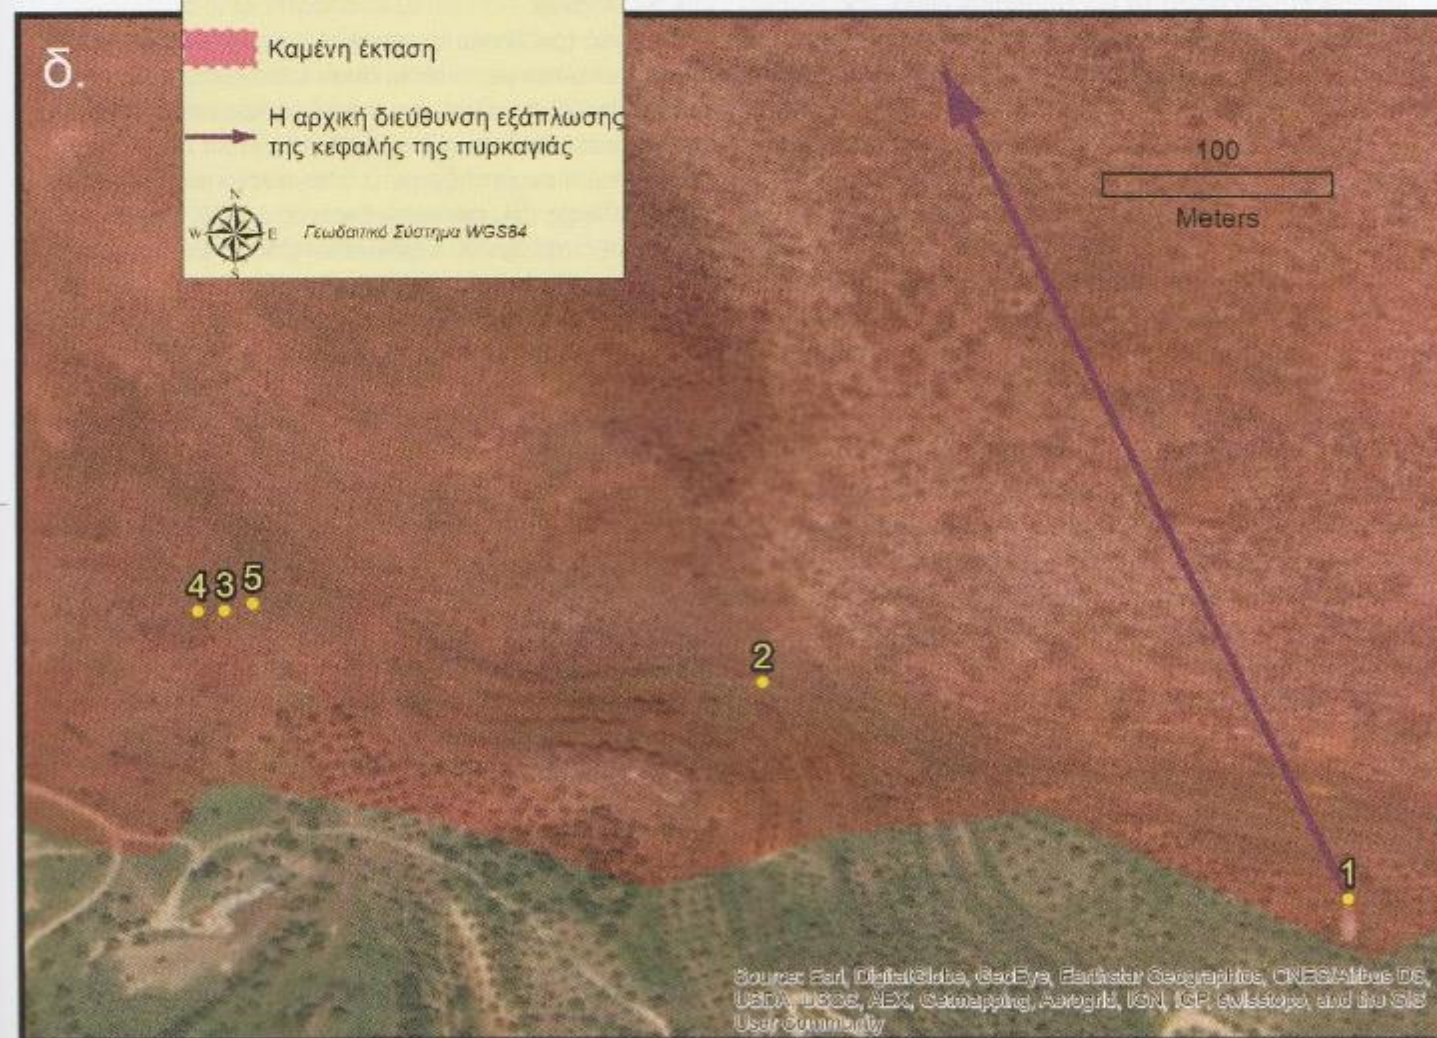 δ.
Καμένη έκταση
Η αρχική διεύθυνση εξάπλωσης
της κεφαλής της πυρκαγιάς
N
W E
S
Γεωδαιτικό Σύστημα WGS84
100
Meters
4 3 5
2
1
Source: Esri, DigitalGlobe, GeoEye, Earthstar Geographics, CNES/Airbus DS,
USDA, USGS, AEX, Getmapping, Aerogrid, IGN, IGP, swisstopo, and the GIS
User Community